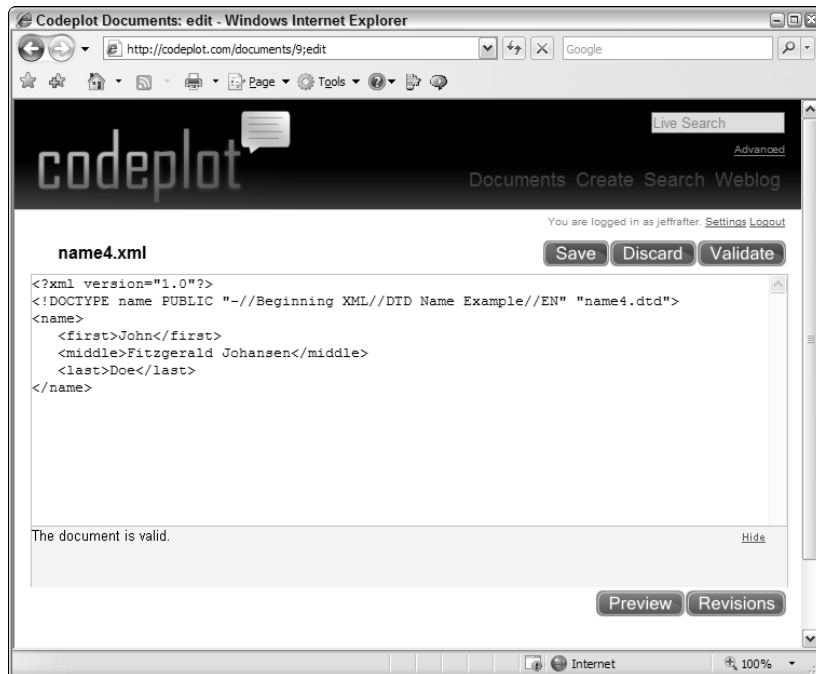 Codeplot Documents: edit - Windows Internet Explorer
http://codeplot.com/documents/9;edit
Google
Page Tools
codeplot
Live Search
Advanced
Documents Create Search Weblog
You are logged in as jeffrafter. Settings Logout
name4.xml
Save Discard Validate
<?xml version="1.0"?>
<!DOCTYPE name PUBLIC "-//Beginning XML//DTD Name Example//EN" "name4.dtd">
<name>
   <first>John</first>
   <middle>Fitzgerald Johansen</middle>
   <last>Doe</last>
</name>
The document is valid.
Hide
Preview Revisions
Internet
100%